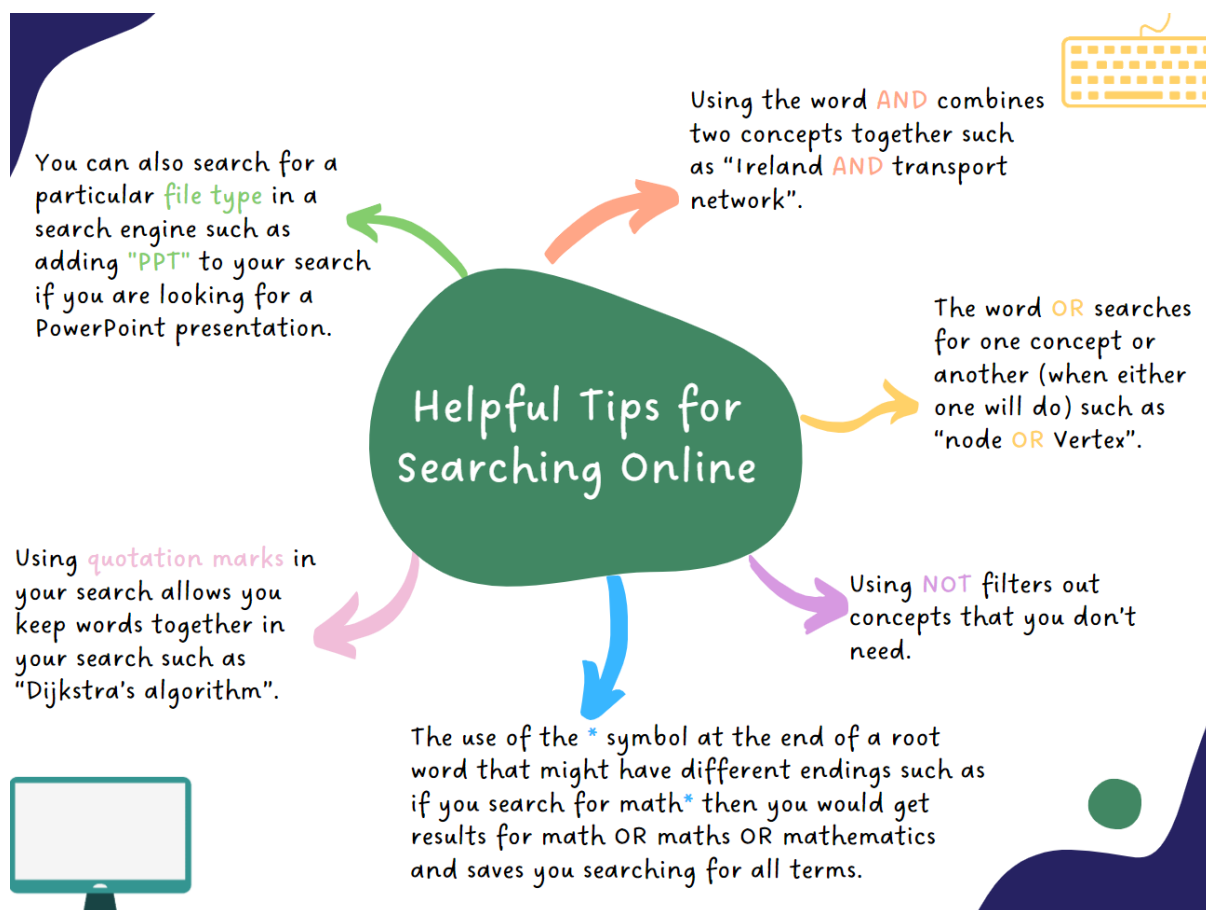 Helpful Tips for
Searching Online
Using the word AND combines
two concepts together such
as “Ireland AND transport
network”.
The word OR searches
for one concept or
another (when either
one will do) such as
“node OR Vertex”.
Using NOT filters out
concepts that you don't
need.
The use of the * symbol at the end of a root
word that might have different endings such as
if you search for math* then you would get
results for math OR maths OR mathematics
and saves you searching for all terms.
Using quotation marks in
your search allows you
keep words together in
your search such as
“Dijkstra's algorithm”.
You can also search for a
particular file type in a
search engine such as
adding "PPT" to your search
if you are looking for a
PowerPoint presentation.